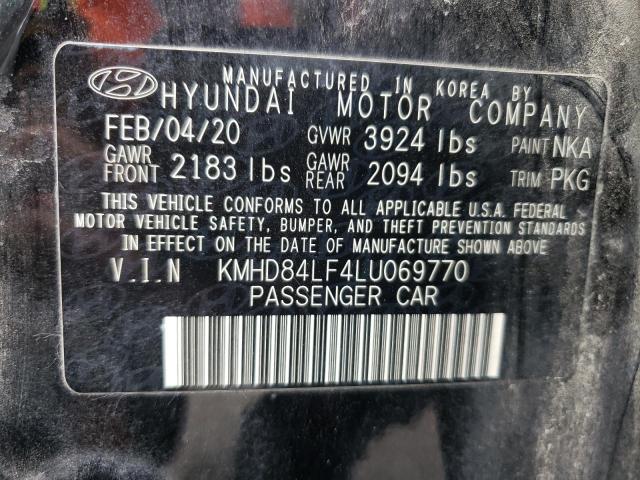 MANUFACTURED IN KOREA BY
HYUNDAI MOTOR COMPANY
FEB/04/20 GVWR 3924 lbs PAINT NKA
GAWR FRONT 2183 lbs GAWR REAR 2094 lbs TRIM PKG
THIS VEHICLE CONFORMS TO ALL APPLICABLE U.S.A. FEDERAL
MOTOR VEHICLE SAFETY, BUMPER, AND THEFT PREVENTION STANDARDS
IN EFFECT ON THE DATE OF MANUFACTURE SHOWN ABOVE.
V.I.N KMHD84LF4LU069770
PASSENGER CAR